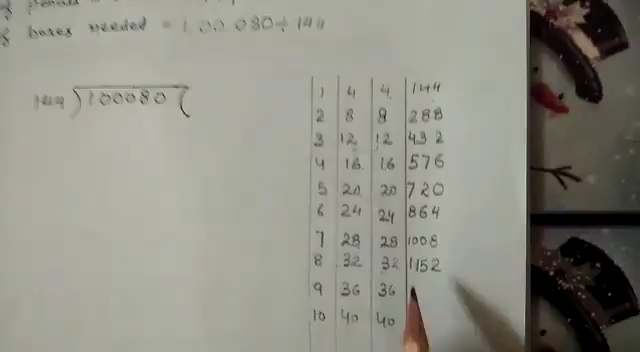 boxes needed = 1,00,080 ÷ 144
144 ) 100080 (
1 4 4 144
2 8 8 288
3 12 12 432
4 16 16 576
5 20 20 720
6 24 24 864
7 28 28 1008
8 32 32 1152
9 36 36
10 40 40